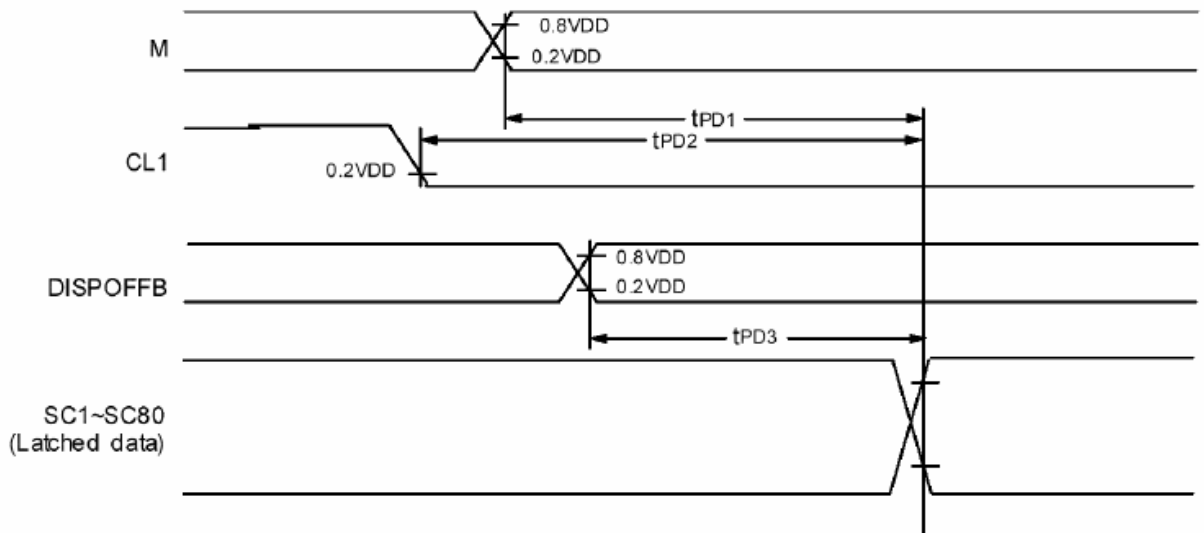 M
0.8VDD
0.2VDD
tPD1
tPD2
CL1
0.2VDD
DISPOFFB
0.8VDD
0.2VDD
tPD3
SC1~SC80
(Latched data)